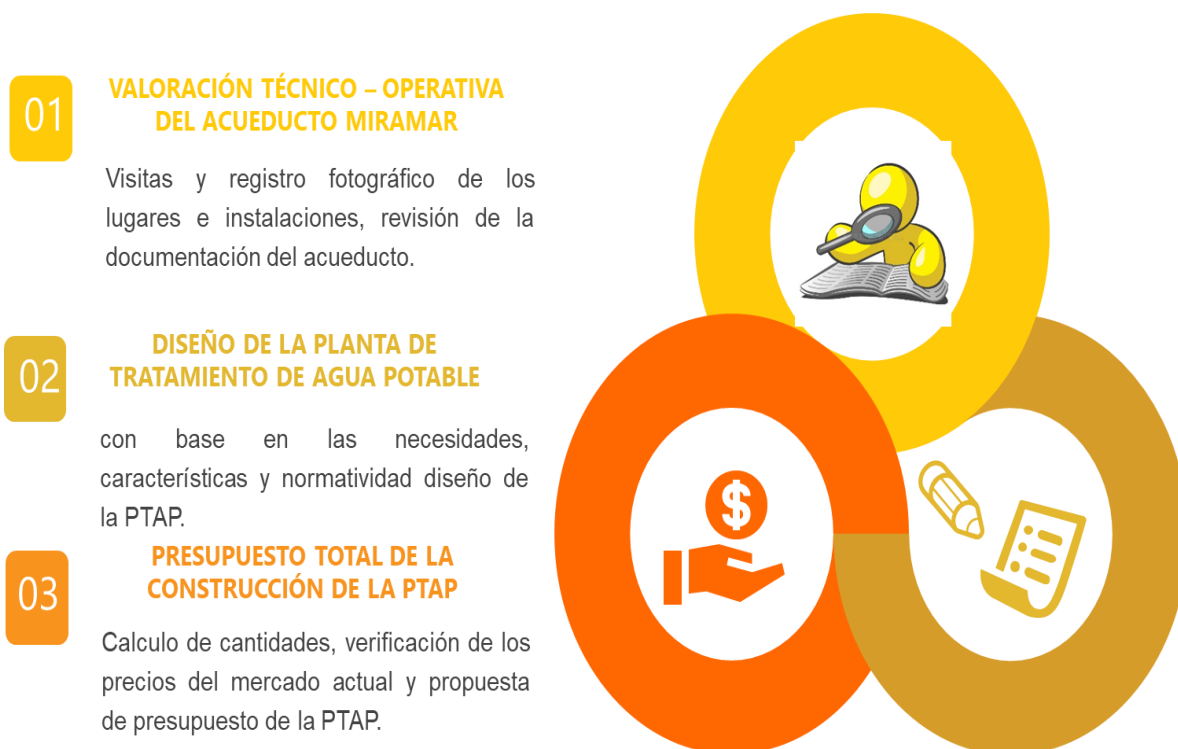 01
VALORACIÓN TÉCNICO – OPERATIVA
DEL ACUEDUCTO MIRAMAR
Visitas y registro fotográfico de los
lugares e instalaciones, revisión de la
documentación del acueducto.
02
DISEÑO DE LA PLANTA DE
TRATAMIENTO DE AGUA POTABLE
con base en las necesidades,
características y normatividad diseño de
la PTAP.
03
PRESUPUESTO TOTAL DE LA
CONSTRUCCIÓN DE LA PTAP
Calculo de cantidades, verificación de los
precios del mercado actual y propuesta
de presupuesto de la PTAP.
$